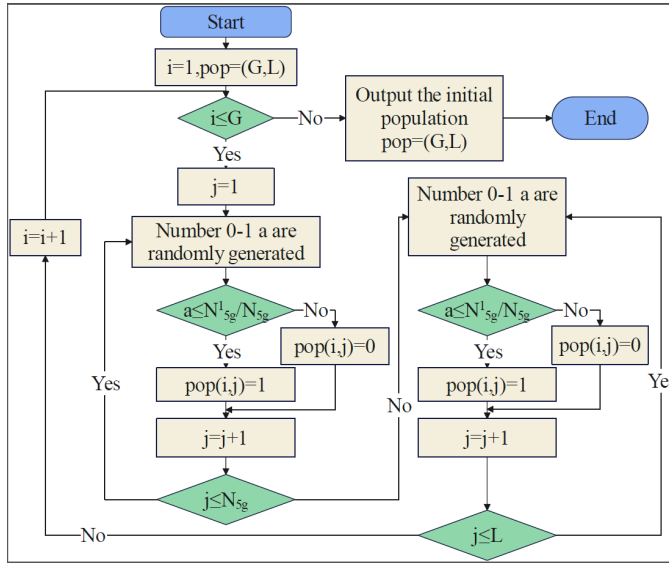 Start
i=1,pop=(G,L)
i≤G
No
Output the initial
population
pop=(G,L)
End
Yes
j=1
i=i+1
Number 0-1 a are
randomly generated
a≤N¹5g/N5g
No
pop(i,j)=0
Yes
pop(i,j)=1
j=j+1
Yes
j≤N5g
No
Number 0-1 a are
randomly
generated
a≤N¹5g/N5g
No
pop(i,j)=0
Yes
pop(i,j)=1
j=j+1
Ye
j≤L
No